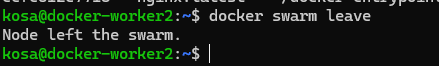 kosa@docker-worker2:~$ docker swarm leave
Node left the swarm.
kosa@docker-worker2:~$